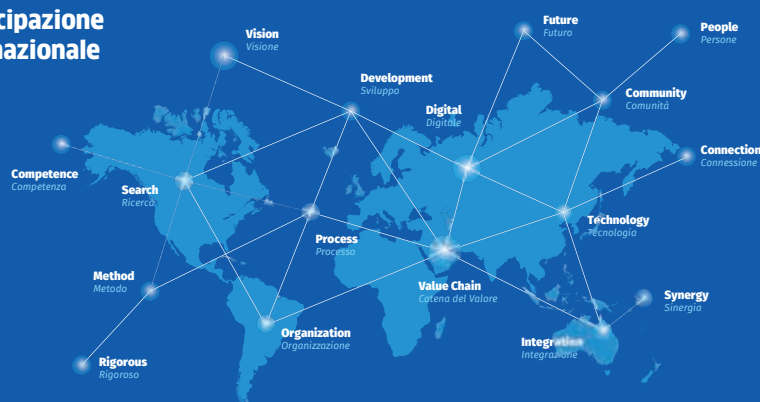 cipazione
nazionale
Vision
Visione
Future
Futuro
People
Persone
Development
Sviluppo
Community
Comunità
Digital
Digitale
Connection
Connessione
Competence
Competenza
Search
Ricerca
Technology
Tecnologia
Process
Processo
Method
Metodo
Value Chain
Catena del Valore
Synergy
Sinergia
Organization
Organizzazione
Integration
Integrazione
Rigorous
Rigoroso